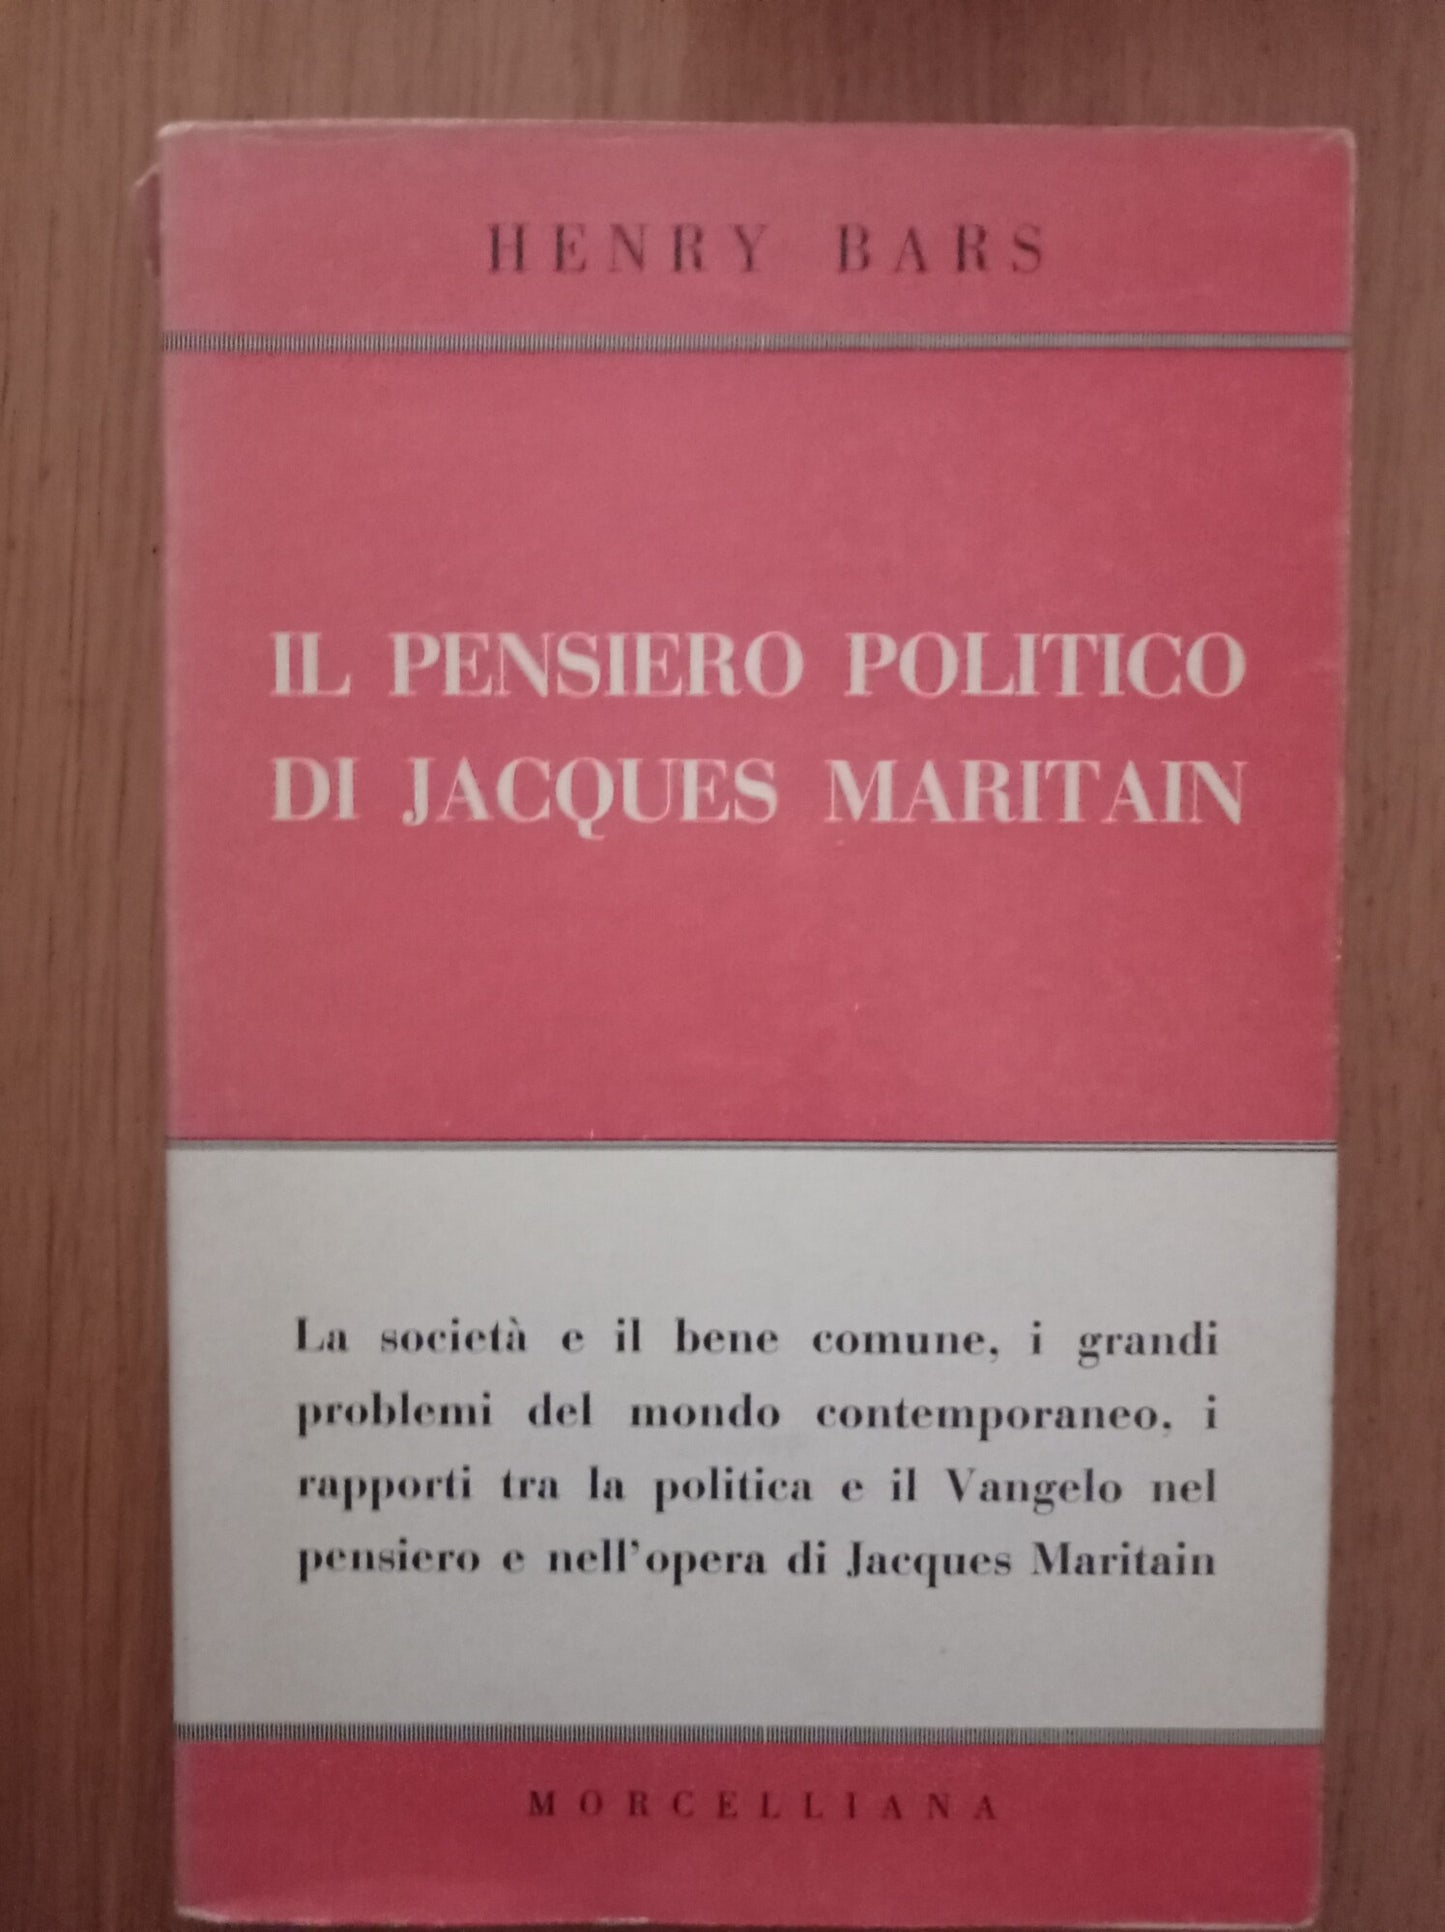 HENRY BARS
IL PENSIERO POLITICO
DI JACQUES MARITAIN
La società e il bene comune, i grandi
problemi del mondo contemporaneo, i
rapporti tra la politica e il Vangelo nel
pensiero e nell'opera di Jacques Maritain
MORCELLIANA